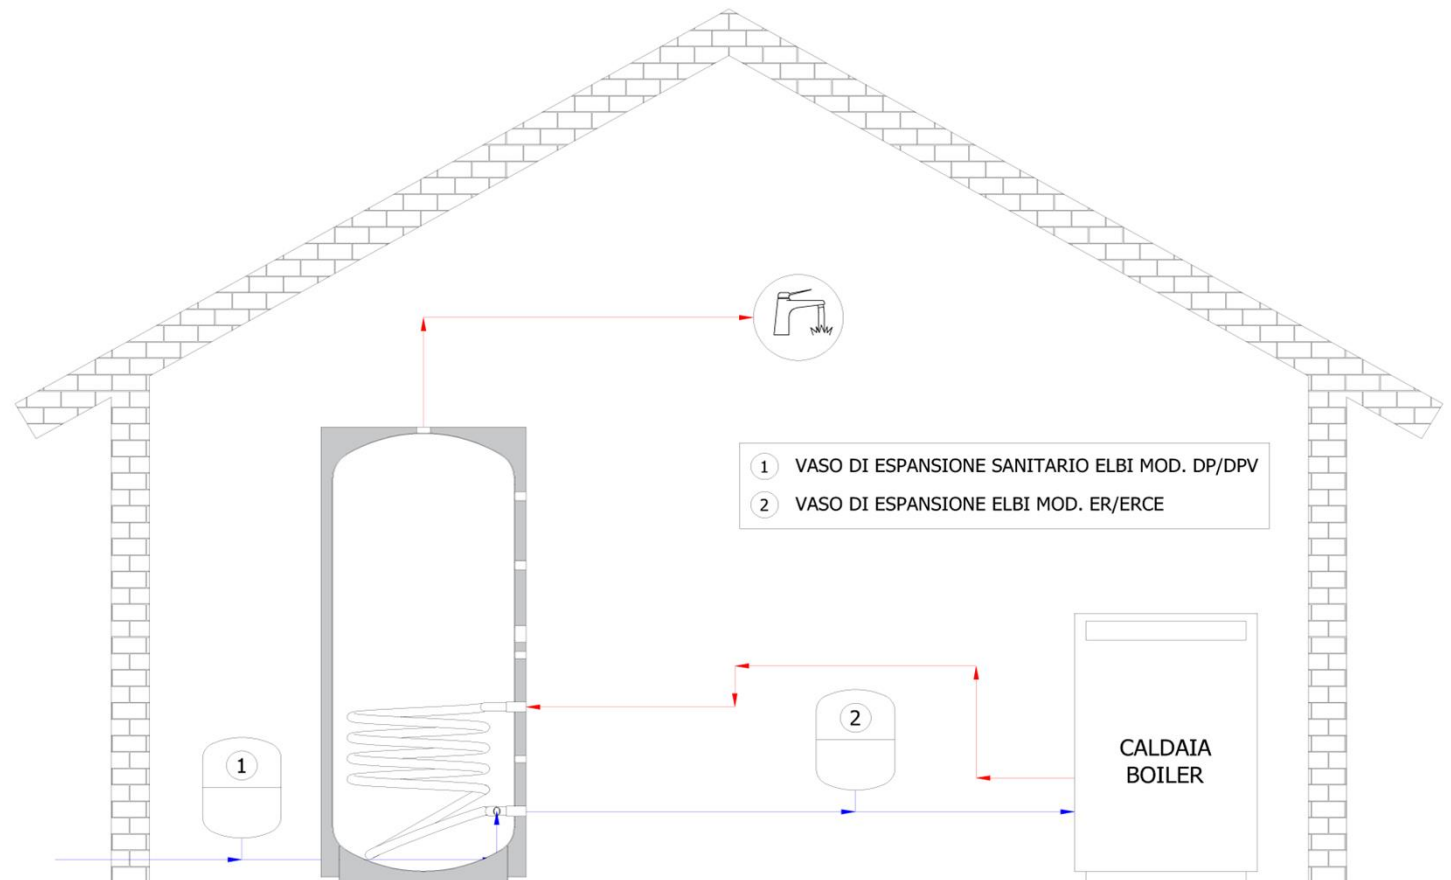 1 VASO DI ESPANSIONE SANITARIO ELBI MOD. DP/DPV
2 VASO DI ESPANSIONE ELBI MOD. ER/ERCE
2
1
CALDAIA
BOILER